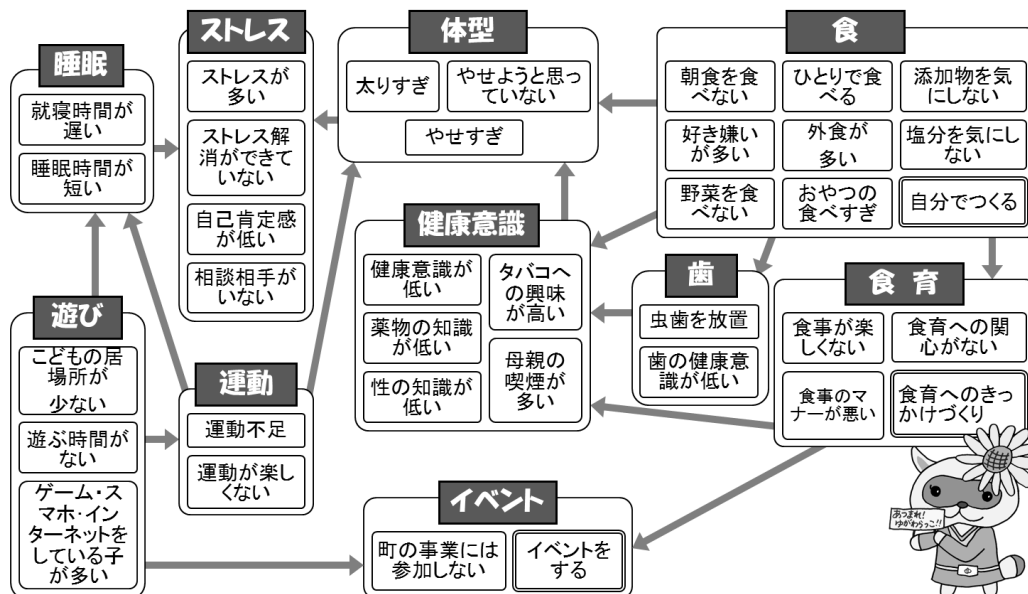 睡眠
就寝時間が
遅い
睡眠時間が
短い
ストレス
ストレスが
多い
ストレス解
消ができて
いない
自己肯定感
が低い
相談相手が
いない
体型
太りすぎ
やせようと思っ
ていない
やせすぎ
食
朝食を食
べない
ひとりで食
べる
添加物を気
にしない
好き嫌い
が多い
外食が
多い
塩分を気にし
ない
野菜を食
べない
おやつの
食べすぎ
自分でつくる
健康意識
健康意識が
低い
タバコへ
の興味
が高い
薬物の知識
が低い
母親の
喫煙が
多い
性の知識が
低い
歯
虫歯を放置
歯の健康意
識が低い
食育
食事が楽
しくない
食育への関
心がない
食事のマ
ナーが悪い
食育へのきっ
かけづくり
遊び
こどもの居
場所が
少ない
遊ぶ時間が
ない
ゲーム・ス
マホ・イン
ターネットを
している子
が多い
運動
運動不足
運動が楽し
くない
イベント
町の事業には
参加しない
イベントを
する
あつまれ!
ゆがわらっこ!!